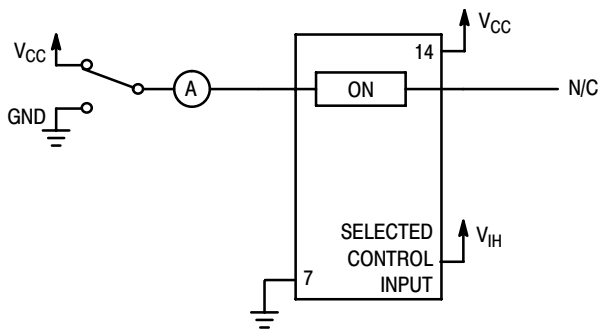 V_CC
GND
A
14
V_CC
ON
N/C
SELECTED
CONTROL
INPUT
V_IH
7